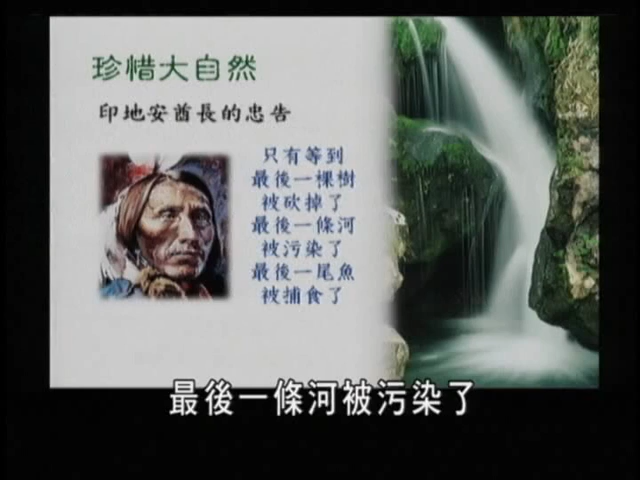 珍惜大自然
印地安酋長的忠告
只有等到
最後一棵樹
被砍掉了
最後一條河
被污染了
最後一尾魚
被捕食了
最後一條河被污染了